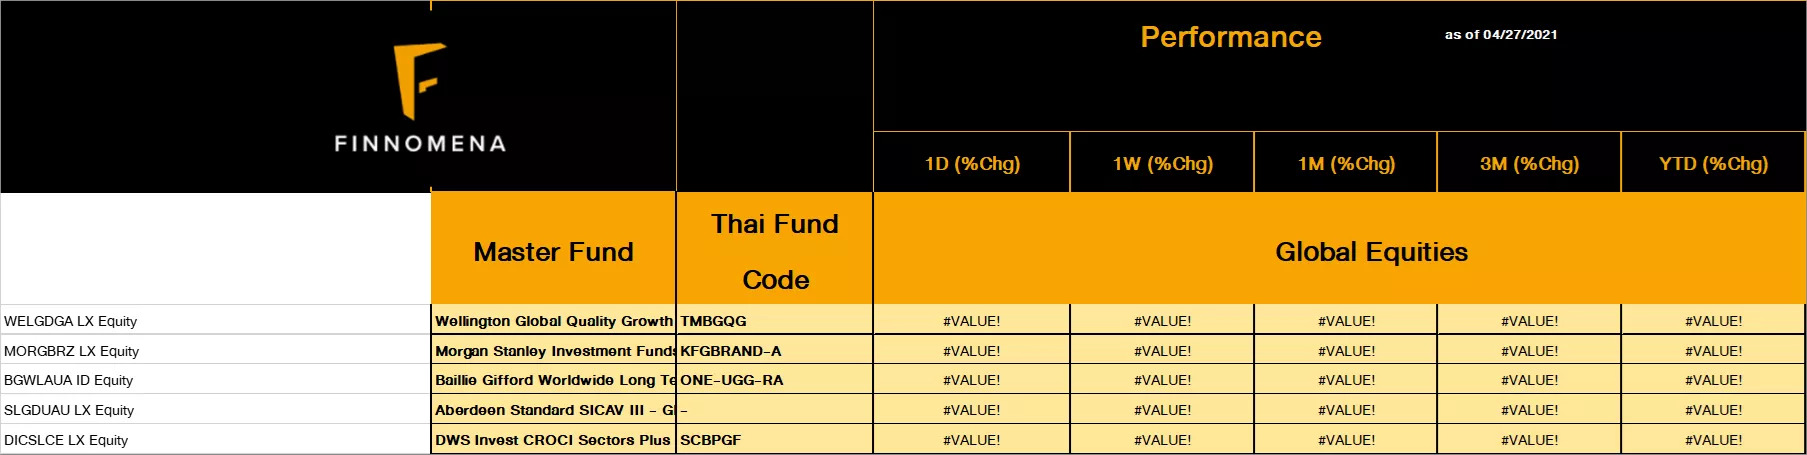 FINNOMENA
Performance as of 04/27/2021
1D (%Chg) 1W (%Chg) 1M (%Chg) 3M (%Chg) YTD (%Chg)
Master Fund Thai Fund Code Global Equities
WELGDGA LX Equity Wellington Global Quality Growth TMBGQG #VALUE! #VALUE! #VALUE! #VALUE! #VALUE!
MORGBRZ LX Equity Morgan Stanley Investment Funds KFGBRAND-A #VALUE! #VALUE! #VALUE! #VALUE! #VALUE!
BGWLAUA ID Equity Baillie Gifford Worldwide Long Te ONE-UGG-RA #VALUE! #VALUE! #VALUE! #VALUE! #VALUE!
SLGDUAU LX Equity Aberdeen Standard SICAV III - Gl - #VALUE! #VALUE! #VALUE! #VALUE! #VALUE!
DICSLCE LX Equity DWS Invest CROCI Sectors Plus SCBPGF #VALUE! #VALUE! #VALUE! #VALUE! #VALUE!